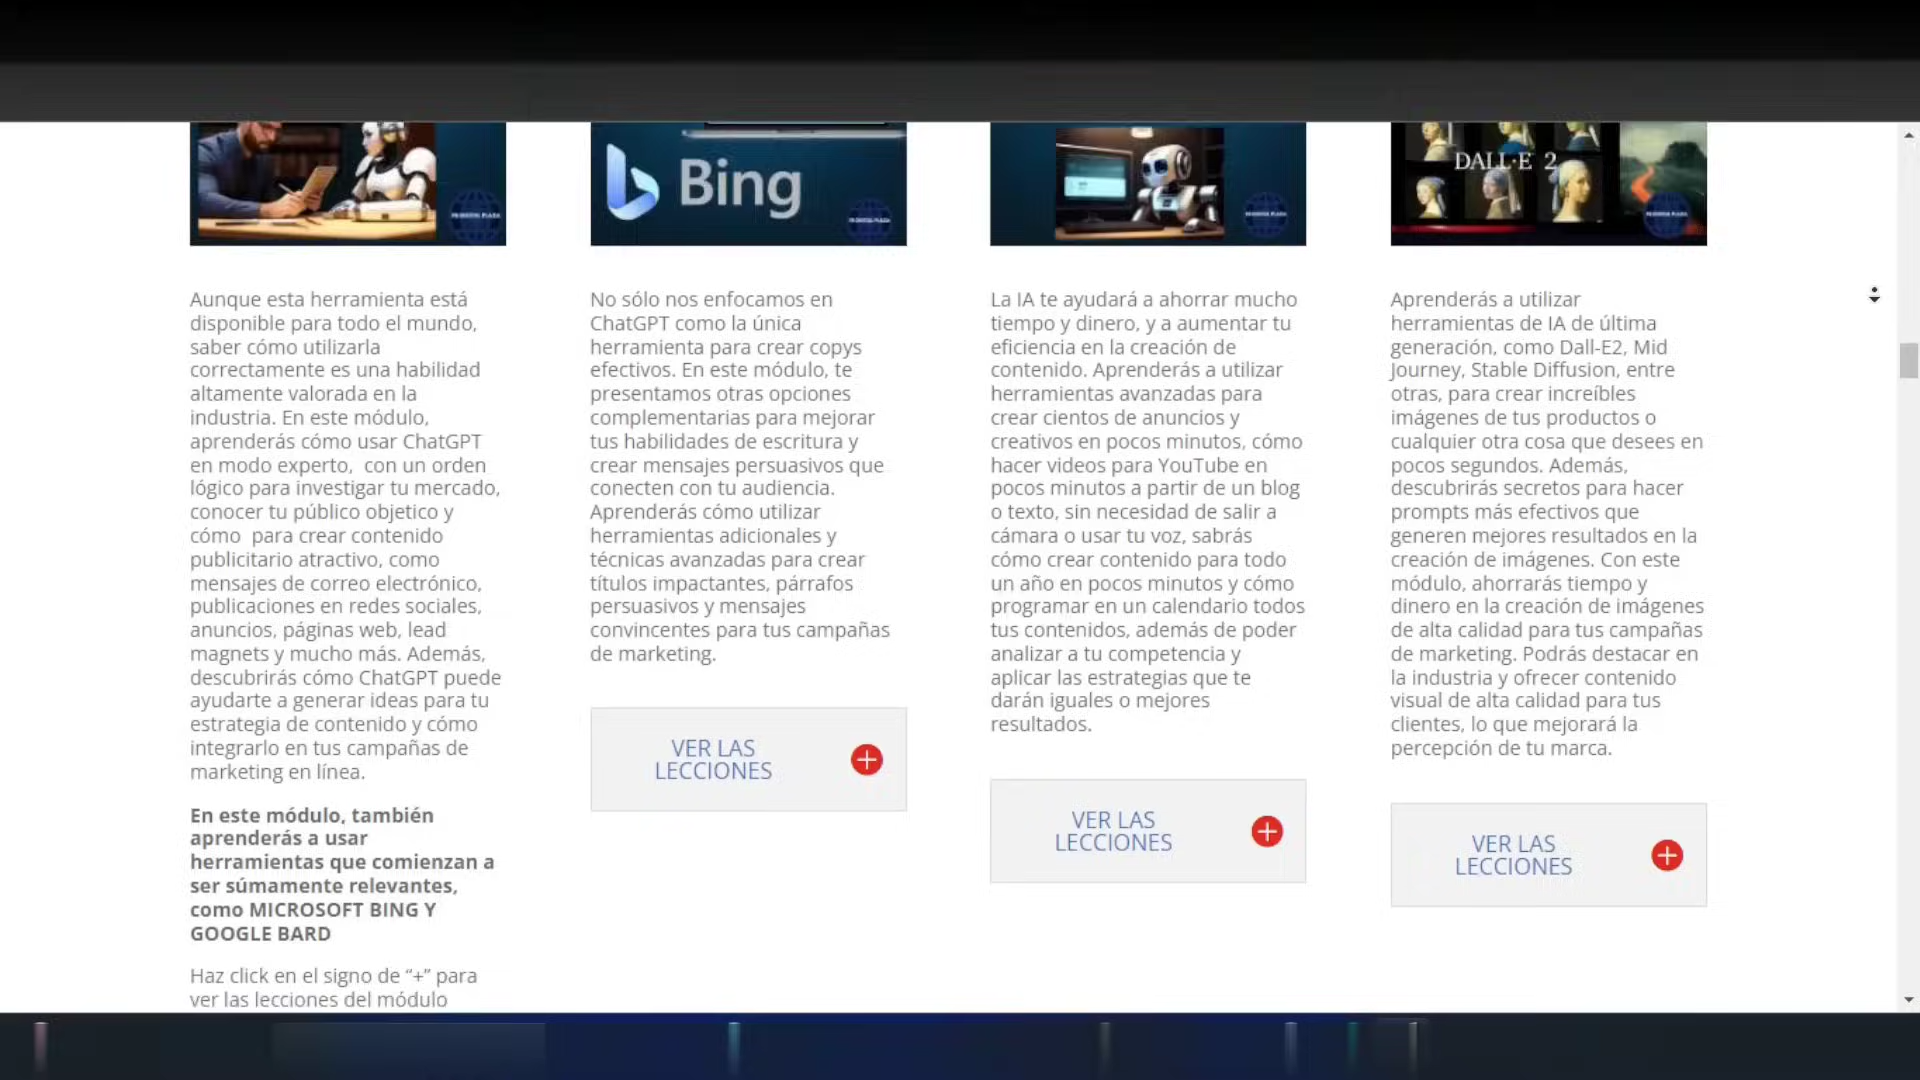 Bing
DALL·E 2
Aunque esta herramienta está
disponible para todo el mundo,
saber cómo utilizarla
correctamente es una habilidad
altamente valorada en la
industria. En este módulo,
aprenderás cómo usar ChatGPT
en modo experto,  con un orden
lógico para investigar tu mercado,
conocer tu público objetico y
cómo  para crear contenido
publicitario atractivo, como
mensajes de correo electrónico,
publicaciones en redes sociales,
anuncios, páginas web, lead
magnets y mucho más. Además,
descubrirás cómo ChatGPT puede
ayudarte a generar ideas para tu
estrategia de contenido y cómo
integrarlo en tus campañas de
marketing en línea.
En este módulo, también
aprenderás a usar
herramientas que comienzan a
ser súmamente relevantes,
como MICROSOFT BING Y
GOOGLE BARD
Haz click en el signo de “+” para
ver las lecciones del módulo
No sólo nos enfocamos en
ChatGPT como la única
herramienta para crear copys
efectivos. En este módulo, te
presentamos otras opciones
complementarias para mejorar
tus habilidades de escritura y
crear mensajes persuasivos que
conecten con tu audiencia.
Aprenderás cómo utilizar
herramientas adicionales y
técnicas avanzadas para crear
títulos impactantes, párrafos
persuasivos y mensajes
convincentes para tus campañas
de marketing.
VER LAS
LECCIONES
La IA te ayudará a ahorrar mucho
tiempo y dinero, y a aumentar tu
eficiencia en la creación de
contenido. Aprenderás a utilizar
herramientas avanzadas para
crear cientos de anuncios y
creativos en pocos minutos, cómo
hacer videos para YouTube en
pocos minutos a partir de un blog
o texto, sin necesidad de salir a
cámara o usar tu voz, sabrás
cómo crear contenido para todo
un año en pocos minutos y cómo
programar en un calendario todos
tus contenidos, además de poder
analizar a tu competencia y
aplicar las estrategias que te
darán iguales o mejores
resultados.
VER LAS
LECCIONES
Aprenderás a utilizar
herramientas de IA de última
generación, como Dall-E2, Mid
Journey, Stable Diffusion, entre
otras, para crear increíbles
imágenes de tus productos o
cualquier otra cosa que desees en
pocos segundos. Además,
descubrirás secretos para hacer
prompts más efectivos que
generen mejores resultados en la
creación de imágenes. Con este
módulo, ahorrarás tiempo y
dinero en la creación de imágenes
de alta calidad para tus campañas
de marketing. Podrás destacar en
la industria y ofrecer contenido
visual de alta calidad para tus
clientes, lo que mejorará la
percepción de tu marca.
VER LAS
LECCIONES